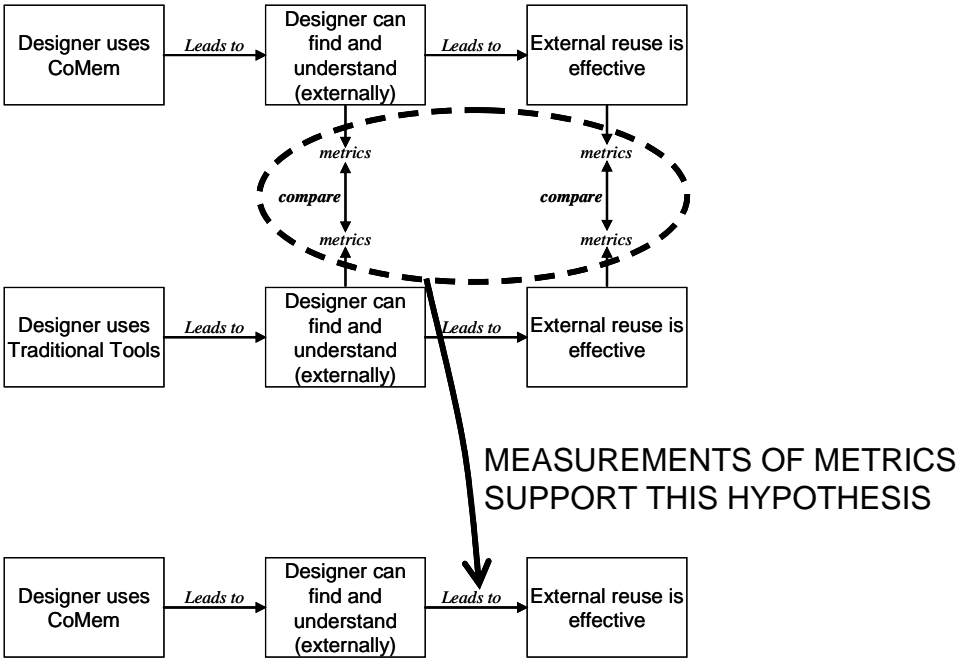 Designer uses
CoMem
Leads to
Designer can
find and
understand
(externally)
Leads to
External reuse is
effective
metrics
compare
metrics
metrics
compare
metrics
Designer uses
Traditional Tools
Leads to
Designer can
find and
understand
(externally)
Leads to
External reuse is
effective
MEASUREMENTS OF METRICS
SUPPORT THIS HYPOTHESIS
Designer uses
CoMem
Leads to
Designer can
find and
understand
(externally)
Leads to
External reuse is
effective